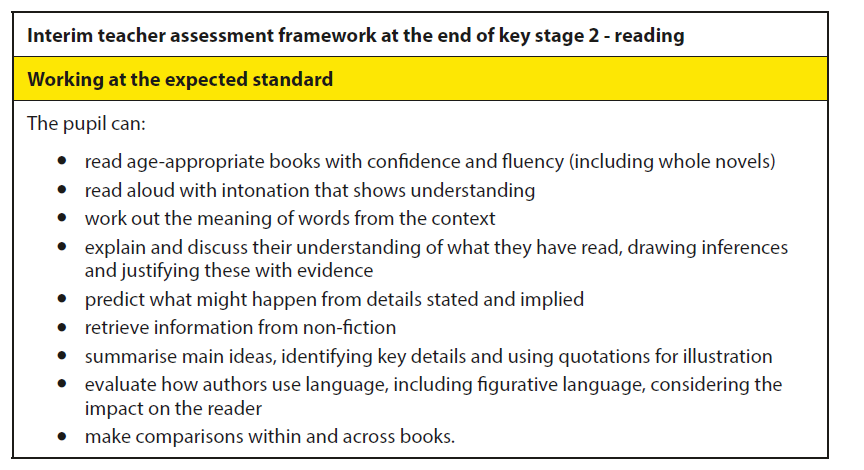 Interim teacher assessment framework at the end of key stage 2 - reading
Working at the expected standard
The pupil can:
• read age-appropriate books with confidence and fluency (including whole novels)
• read aloud with intonation that shows understanding
• work out the meaning of words from the context
• explain and discuss their understanding of what they have read, drawing inferences
and justifying these with evidence
• predict what might happen from details stated and implied
• retrieve information from non-fiction
• summarise main ideas, identifying key details and using quotations for illustration
• evaluate how authors use language, including figurative language, considering the
impact on the reader
• make comparisons within and across books.